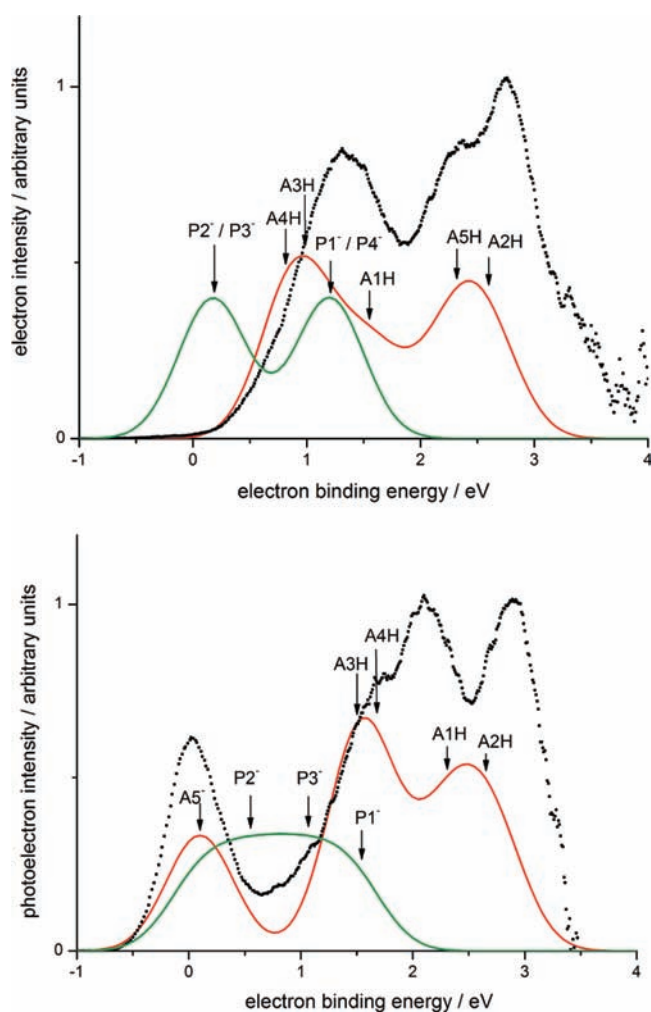 electron intensity / arbitrary units
1
0
A3H
A4H
P2⁻ / P3⁻
P1⁻ / P4⁻
A1H
A5H
A2H
-1 0 1 2 3 4
electron binding energy / eV
photoelectron intensity / arbitrary units
1
0
A4H
A3H
A1H
A2H
A5⁻
P2⁻
P3⁻
P1⁻
-1 0 1 2 3 4
electron binding energy / eV